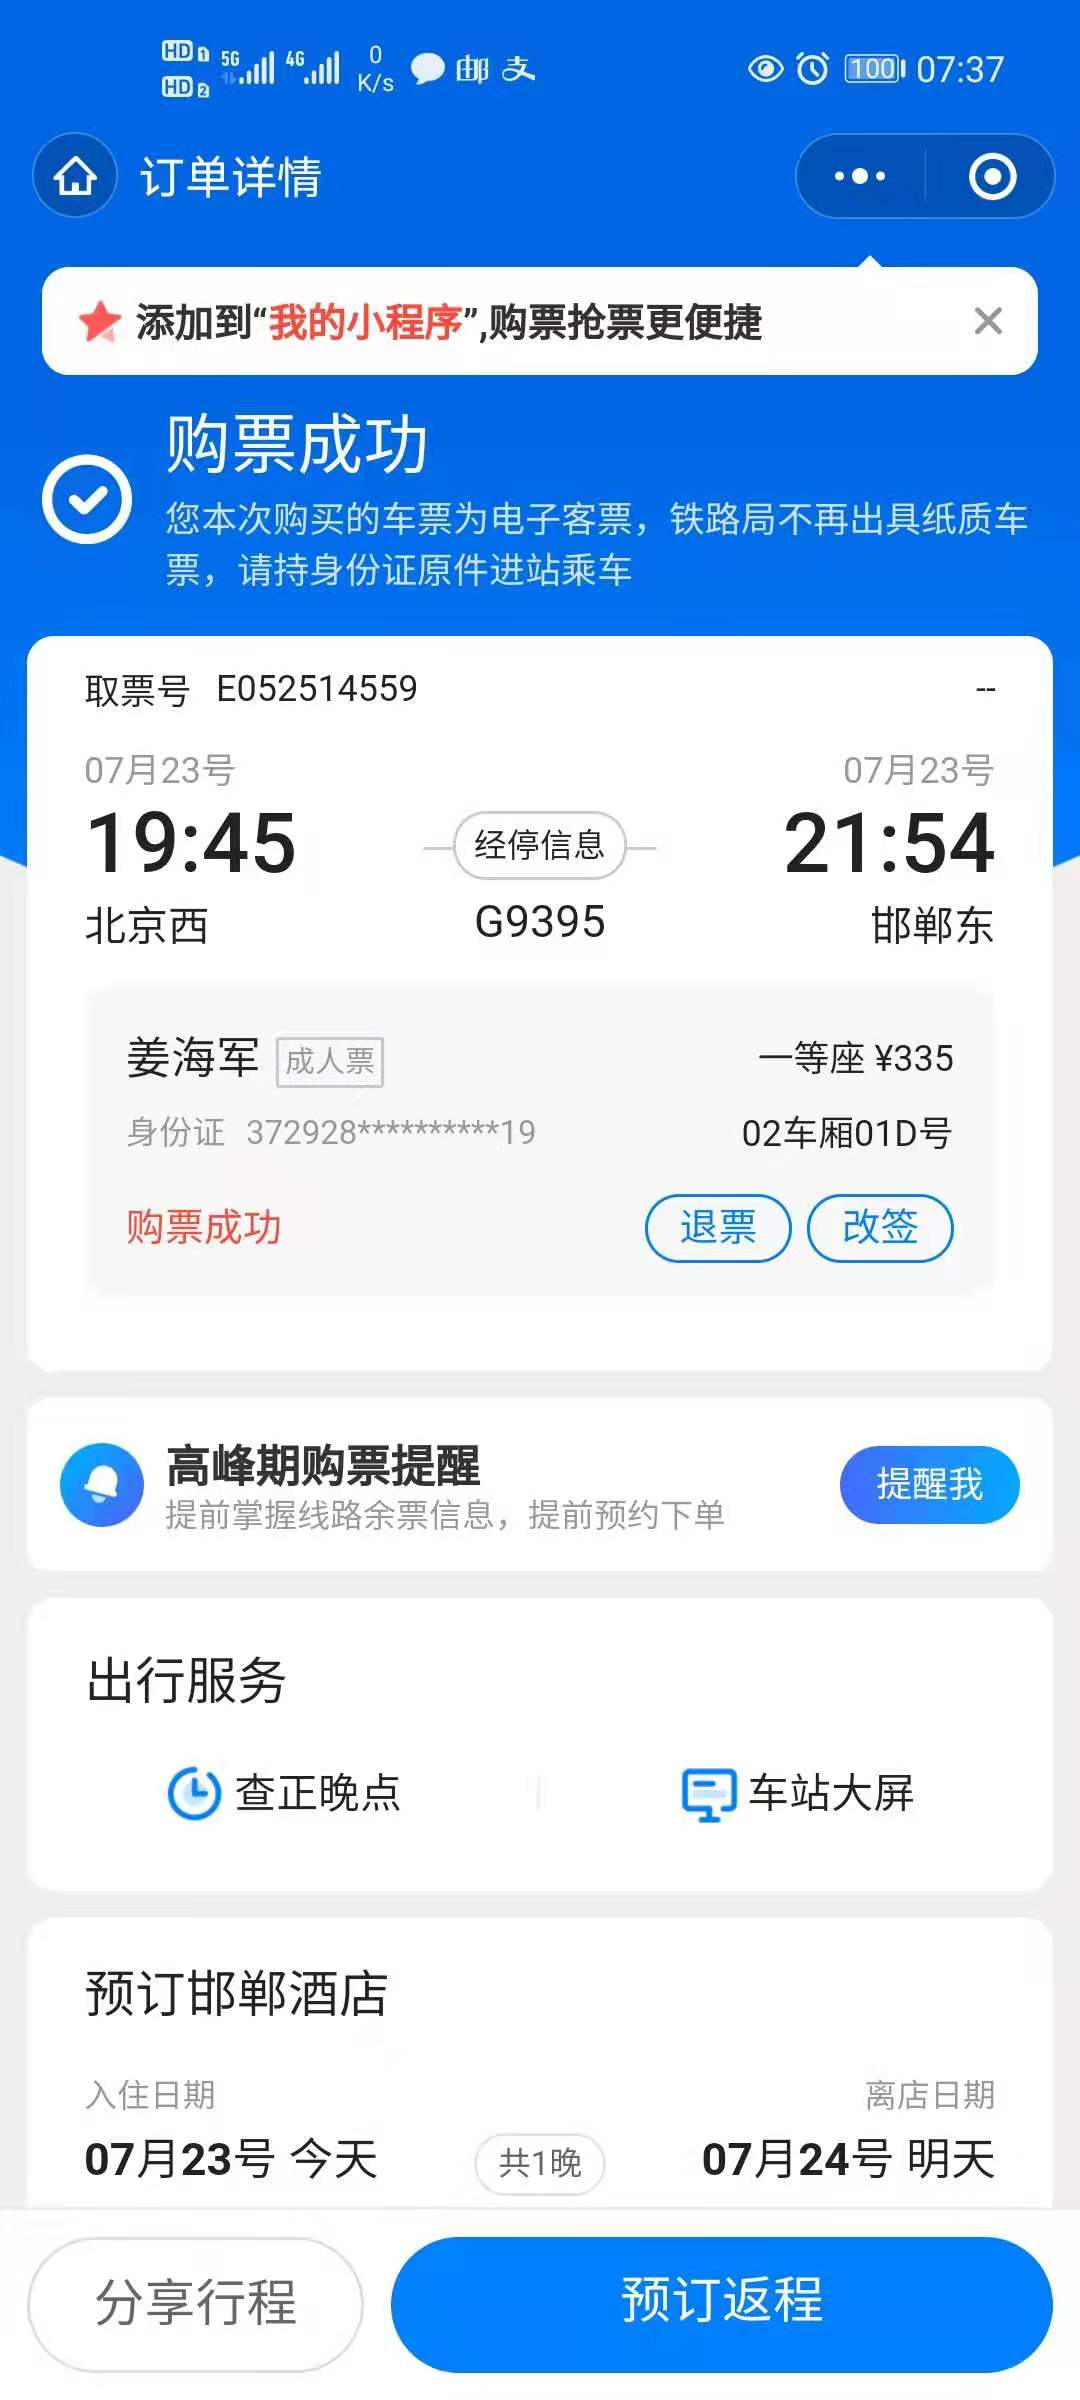 HD 1 5G 4G 0 邮 支 100 07:37
HD 2 K/s
订单详情
添加到“我的小程序”,购票抢票更便捷
购票成功
您本次购买的车票为电子客票，铁路局不再出具纸质车
票，请持身份证原件进站乘车
取票号 E052514559 --
07月23号 07月23号
19:45 经停信息 21:54
北京西 G9395 邯郸东
姜海军 成人票 一等座 ¥335
身份证 372928**********19 02车厢01D号
购票成功 退票 改签
高峰期购票提醒
提前掌握线路余票信息，提前预约下单 提醒我
出行服务
查正晚点 车站大屏
预订邯郸酒店
入住日期 离店日期
07月23号 今天 共1晚 07月24号 明天
分享行程 预订返程